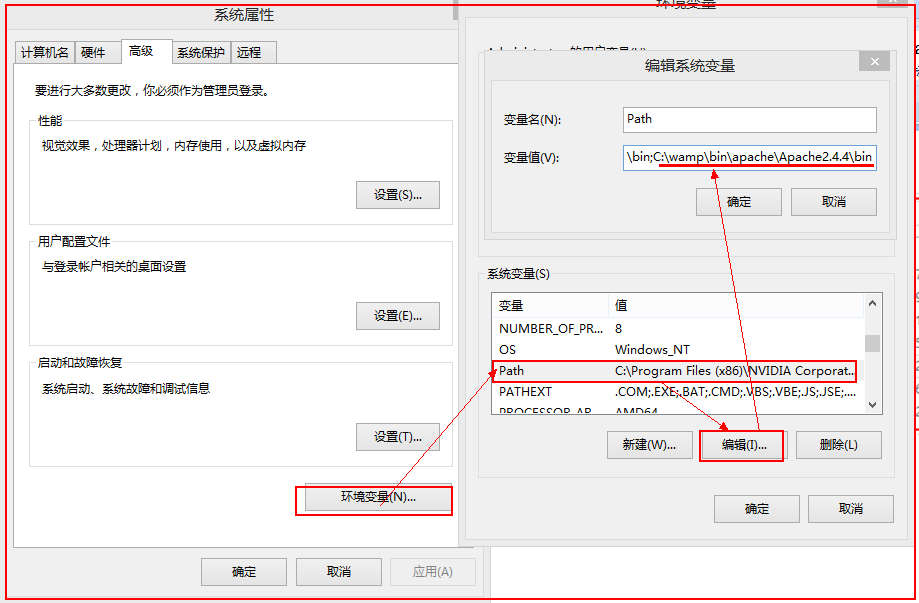 系统属性
计算机名
硬件
高级
系统保护
远程
要进行大多数更改，你必须作为管理员登录。
性能
视觉效果，处理器计划，内存使用，以及虚拟内存
设置(S)...
用户配置文件
与登录帐户相关的桌面设置
设置(E)...
启动和故障恢复
系统启动、系统故障和调试信息
设置(T)...
环境变量(N)...
确定
取消
应用(A)
环境变量
编辑系统变量
变量名(N):
Path
变量值(V):
\bin;C:\wamp\bin\apache\Apache2.4.4\bin
确定
取消
系统变量(S)
变量
值
NUMBER_OF_PR...
8
OS
Windows_NT
Path
C:\Program Files (x86)\NVIDIA Corporat...
PATHEXT
.COM;.EXE;.BAT;.CMD;.VBS;.VBE;.JS;.JSE;....
PROCESSOR_AR
AMD64
新建(W)...
编辑(I)...
删除(L)
确定
取消